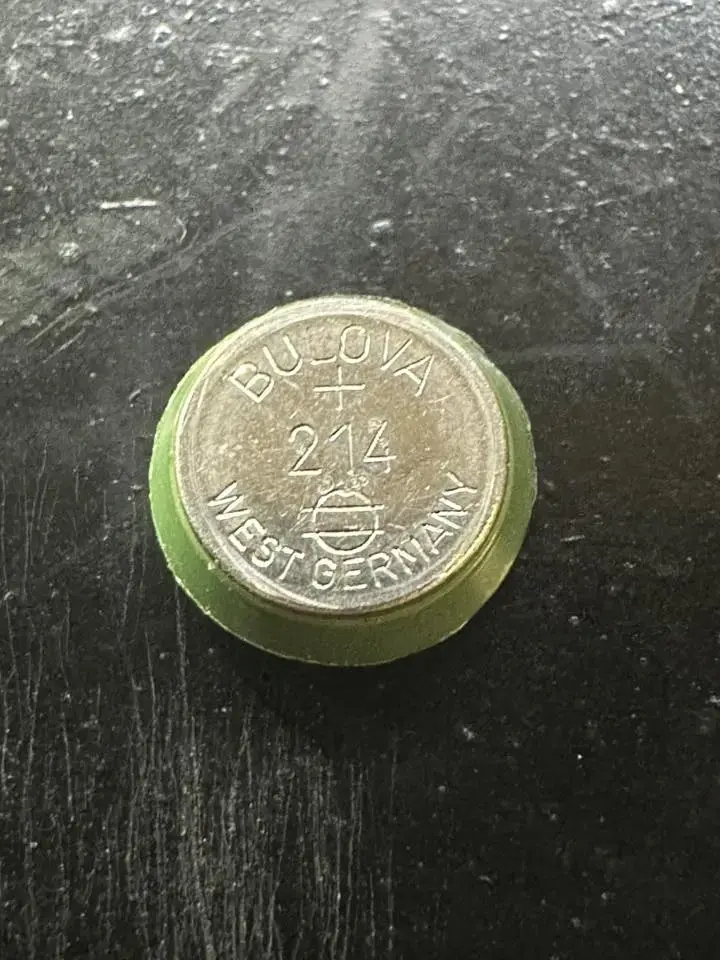 BULOVA
+
214
WEST GERMANY